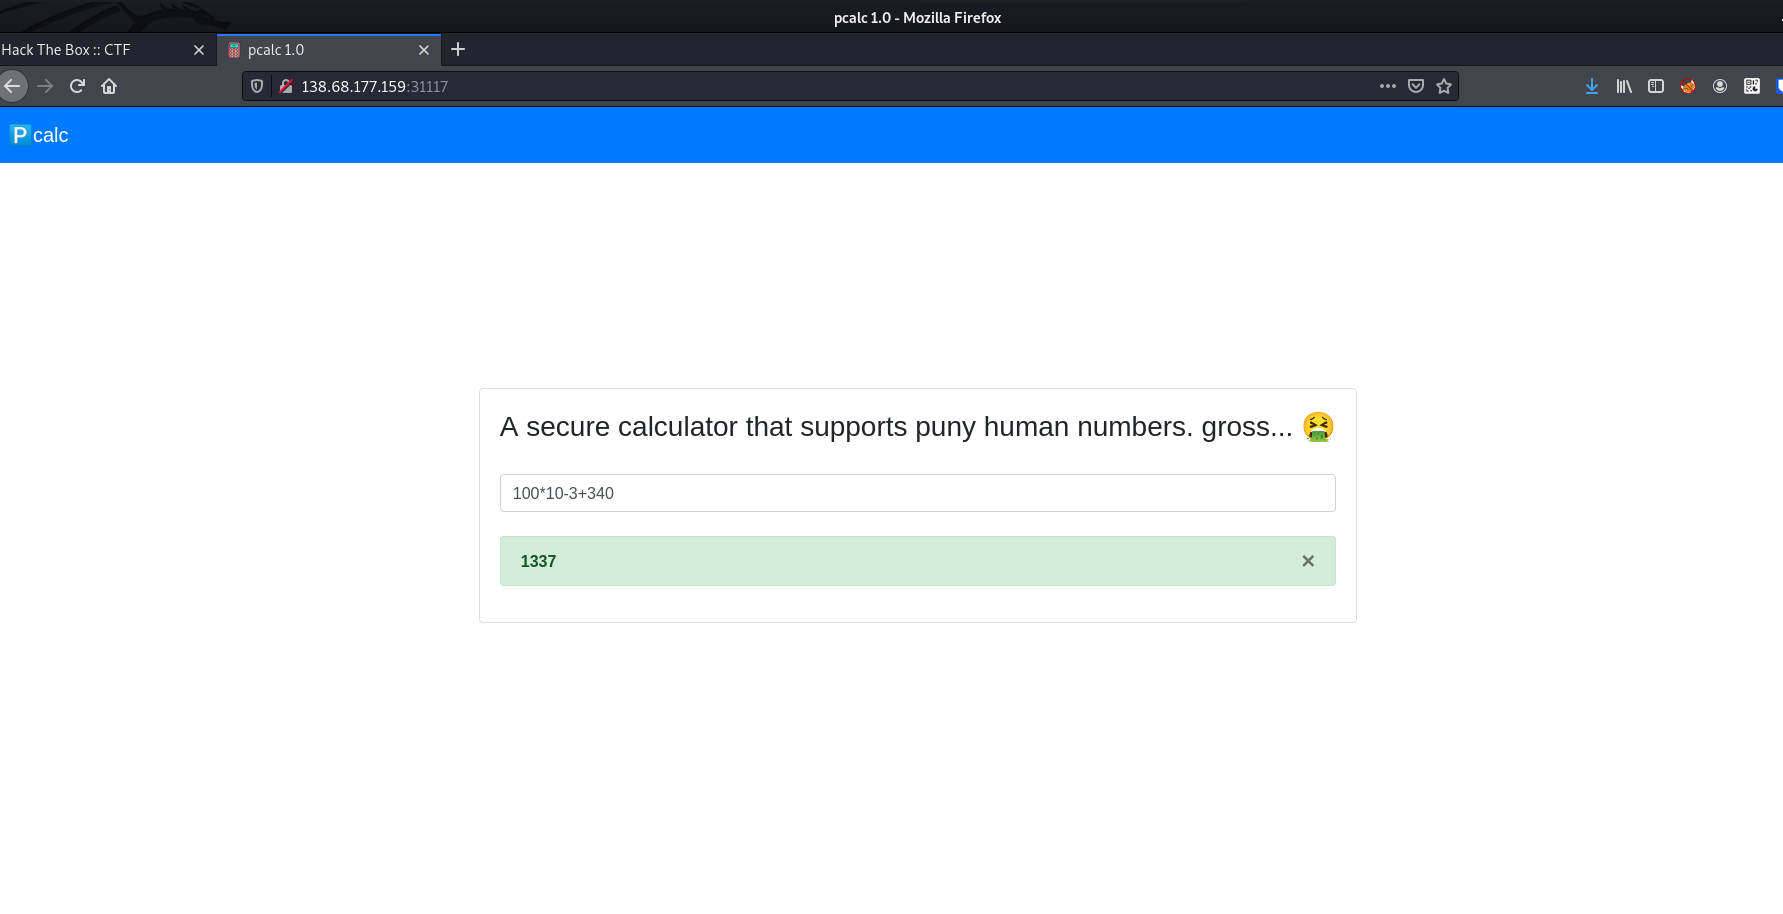 pcalc 1.0 - Mozilla Firefox
Hack The Box :: CTF
pcalc 1.0
138.68.177.159:31117
Pcalc
A secure calculator that supports puny human numbers. gross... 🤮
100*10-3+340
1337